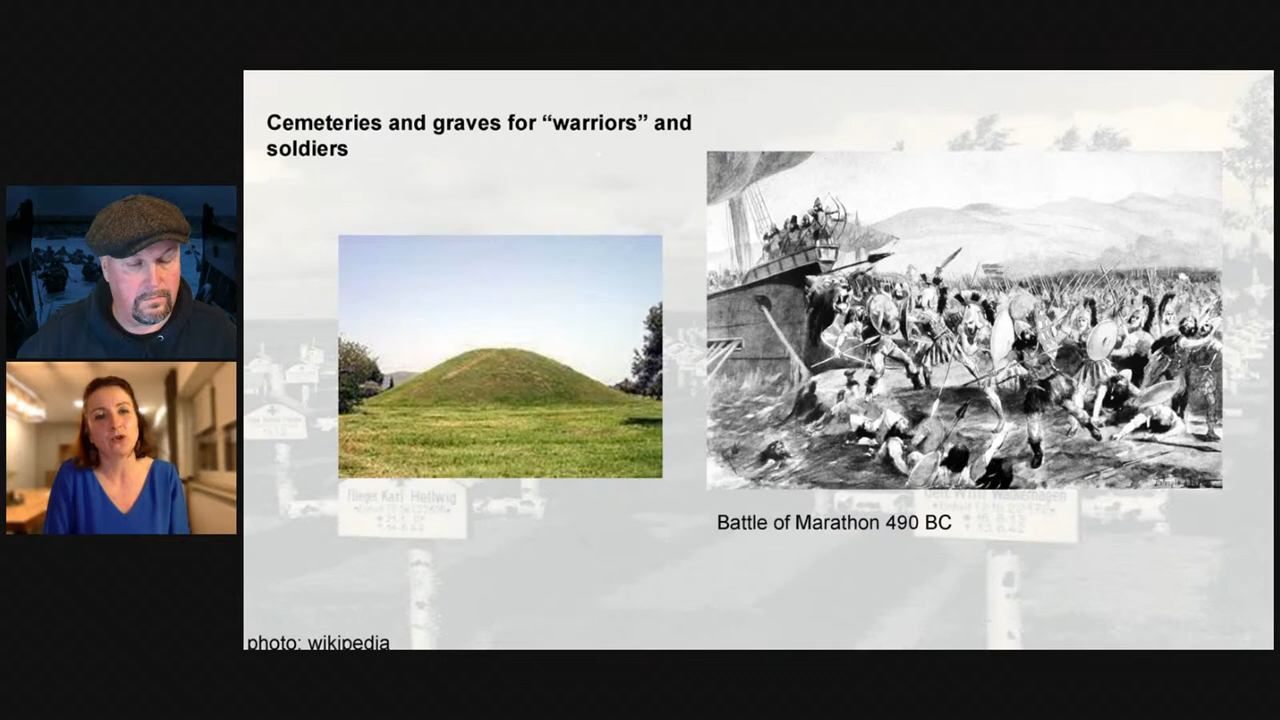 Cemeteries and graves for “warriors” and
soldiers
Flieger Karl Hellwig
Battle of Marathon 490 BC
photo: wikipedia